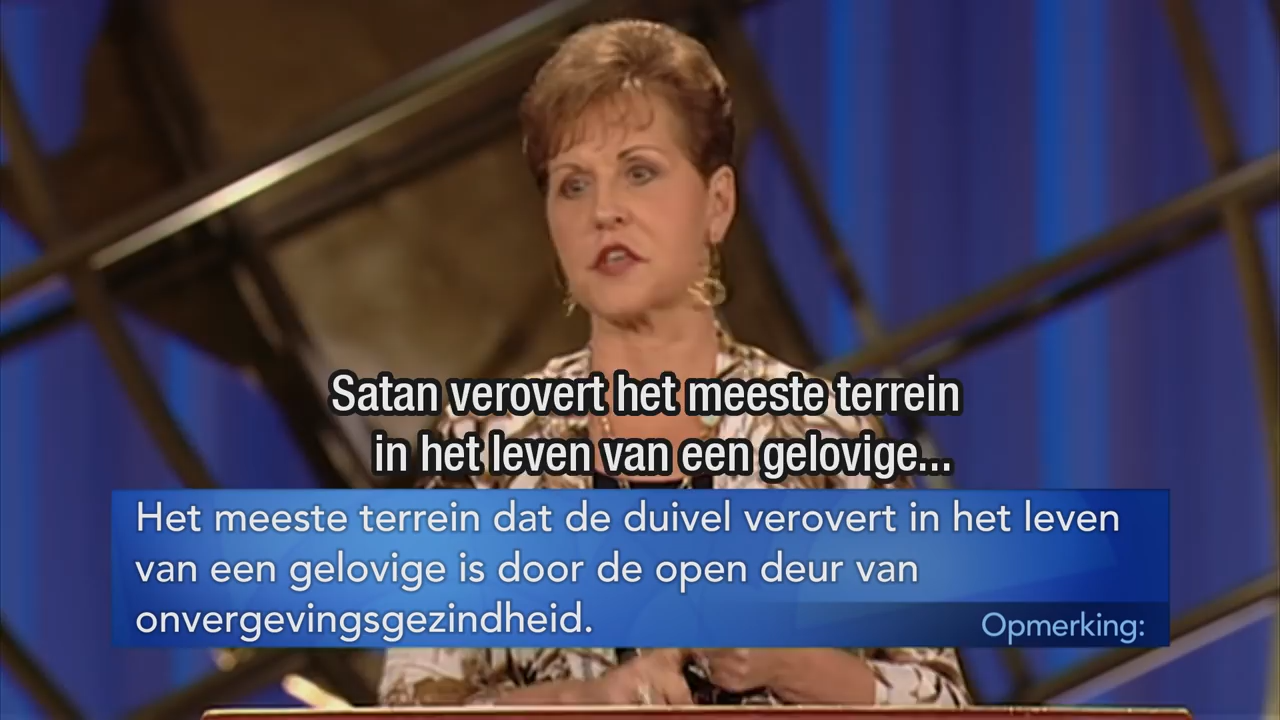 Satan verovert het meeste terrein
in het leven van een gelovige...
Het meeste terrein dat de duivel verovert in het leven
van een gelovige is door de open deur van
onvergevingsgezindheid.
Opmerking: